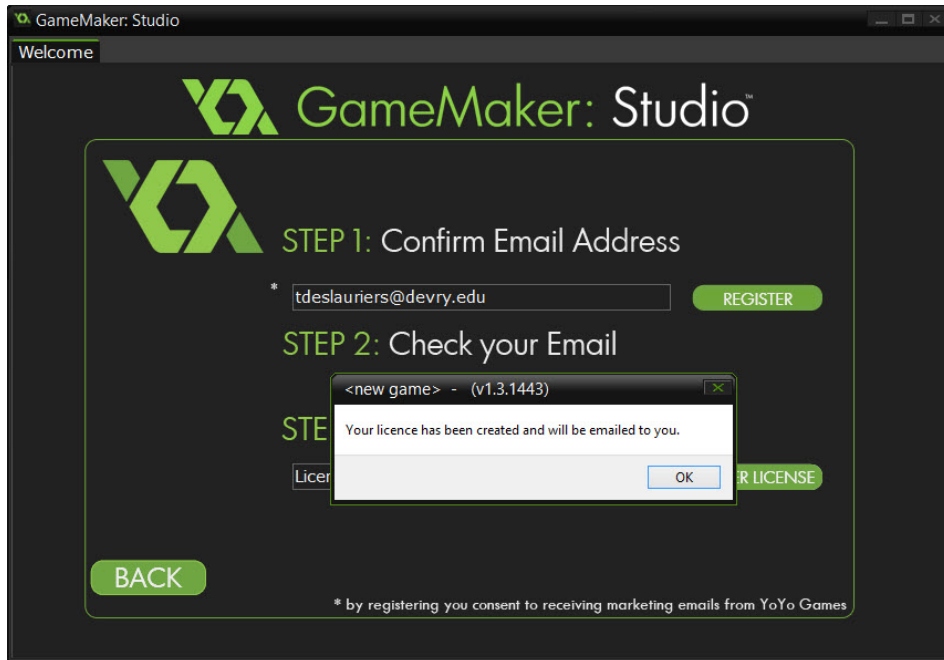 GameMaker: Studio
Welcome
GameMaker: Studio™
STEP 1: Confirm Email Address
* tdeslauriers@devry.edu REGISTER
STEP 2: Check your Email
<new game> - (v1.3.1443)
Your licence has been created and will be emailed to you.
OK
STE
Licen
R LICENSE
BACK
* by registering you consent to receiving marketing emails from YoYo Games